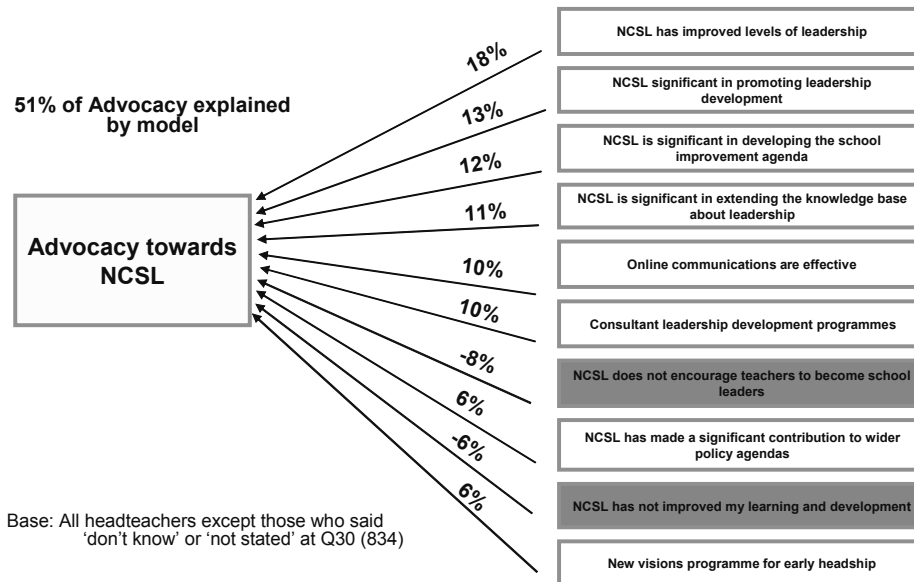 NCSL has improved levels of leadership
18%
NCSL significant in promoting leadership
development
51% of Advocacy explained
by model
13%
NCSL is significant in developing the school
improvement agenda
12%
NCSL is significant in extending the knowledge base
about leadership
11%
Advocacy towards
NCSL
Online communications are effective
10%
Consultant leadership development programmes
10%
NCSL does not encourage teachers to become school
leaders
-8%
NCSL has made a significant contribution to wider
policy agendas
6%
NCSL has not improved my learning and development
-6%
New visions programme for early headship
6%
Base: All headteachers except those who said
‘don’t know’ or ‘not stated’ at Q30 (834)